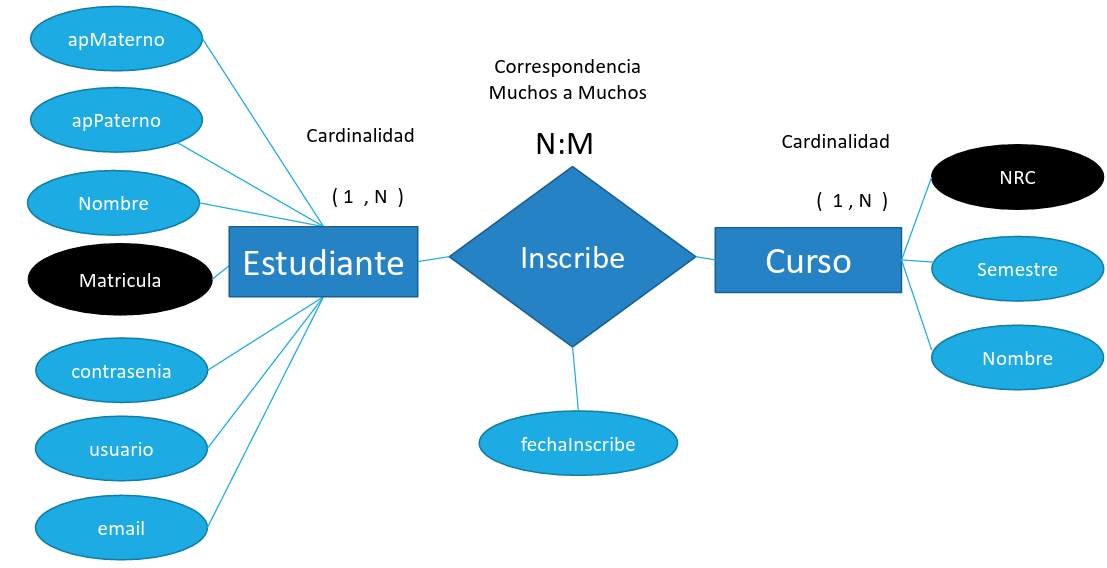 apMaterno
apPaterno
Nombre
Matricula
contrasenia
usuario
email
Cardinalidad
( 1 , N )
Estudiante
Correspondencia
Muchos a Muchos
N:M
Inscribe
fechaInscribe
Cardinalidad
( 1 , N )
Curso
NRC
Semestre
Nombre